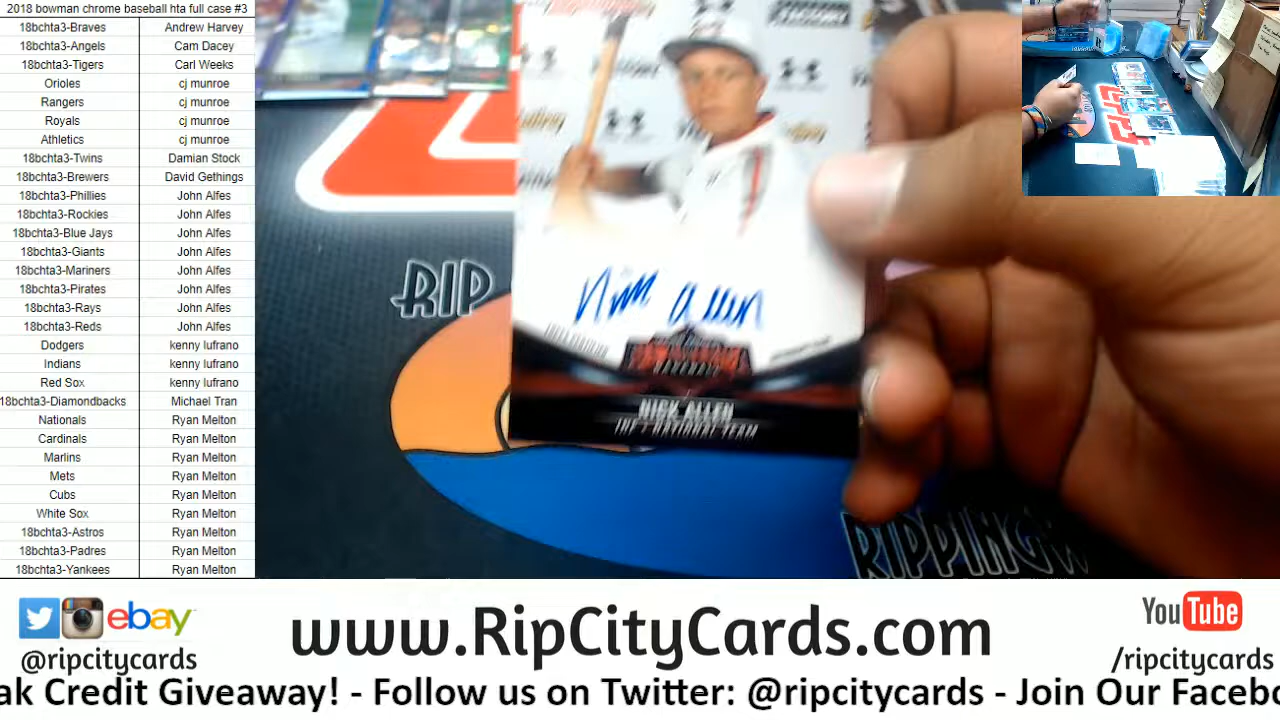 2018 bowman chrome baseball hta full case #3
18bchta3-Braves Andrew Harvey
18bchta3-Angels Cam Dacey
18bchta3-Tigers Carl Weeks
Orioles cj munroe
Rangers cj munroe
Royals cj munroe
Athletics cj munroe
18bchta3-Twins Damian Stock
18bchta3-Brewers David Gethings
18bchta3-Phillies John Alfes
18bchta3-Rockies John Alfes
18bchta3-Blue Jays John Alfes
18bchta3-Giants John Alfes
18bchta3-Mariners John Alfes
18bchta3-Pirates John Alfes
18bchta3-Rays John Alfes
18bchta3-Reds John Alfes
Dodgers kenny lufrano
Indians kenny lufrano
Red Sox kenny lufrano
18bchta3-Diamondbacks Michael Tran
Nationals Ryan Melton
Cardinals Ryan Melton
Marlins Ryan Melton
Mets Ryan Melton
Cubs Ryan Melton
White Sox Ryan Melton
18bchta3-Astros Ryan Melton
18bchta3-Padres Ryan Melton
18bchta3-Yankees Ryan Melton
RIP
Nick Allen
BASEBALL
NICK ALLEN
NATIONAL TEAM
RIPPINGW
ebay
@ripcitycards
www.RipCityCards.com
YouTube
/ripcitycards
ak Credit Giveaway! - Follow us on Twitter: @ripcitycards - Join Our Facebo